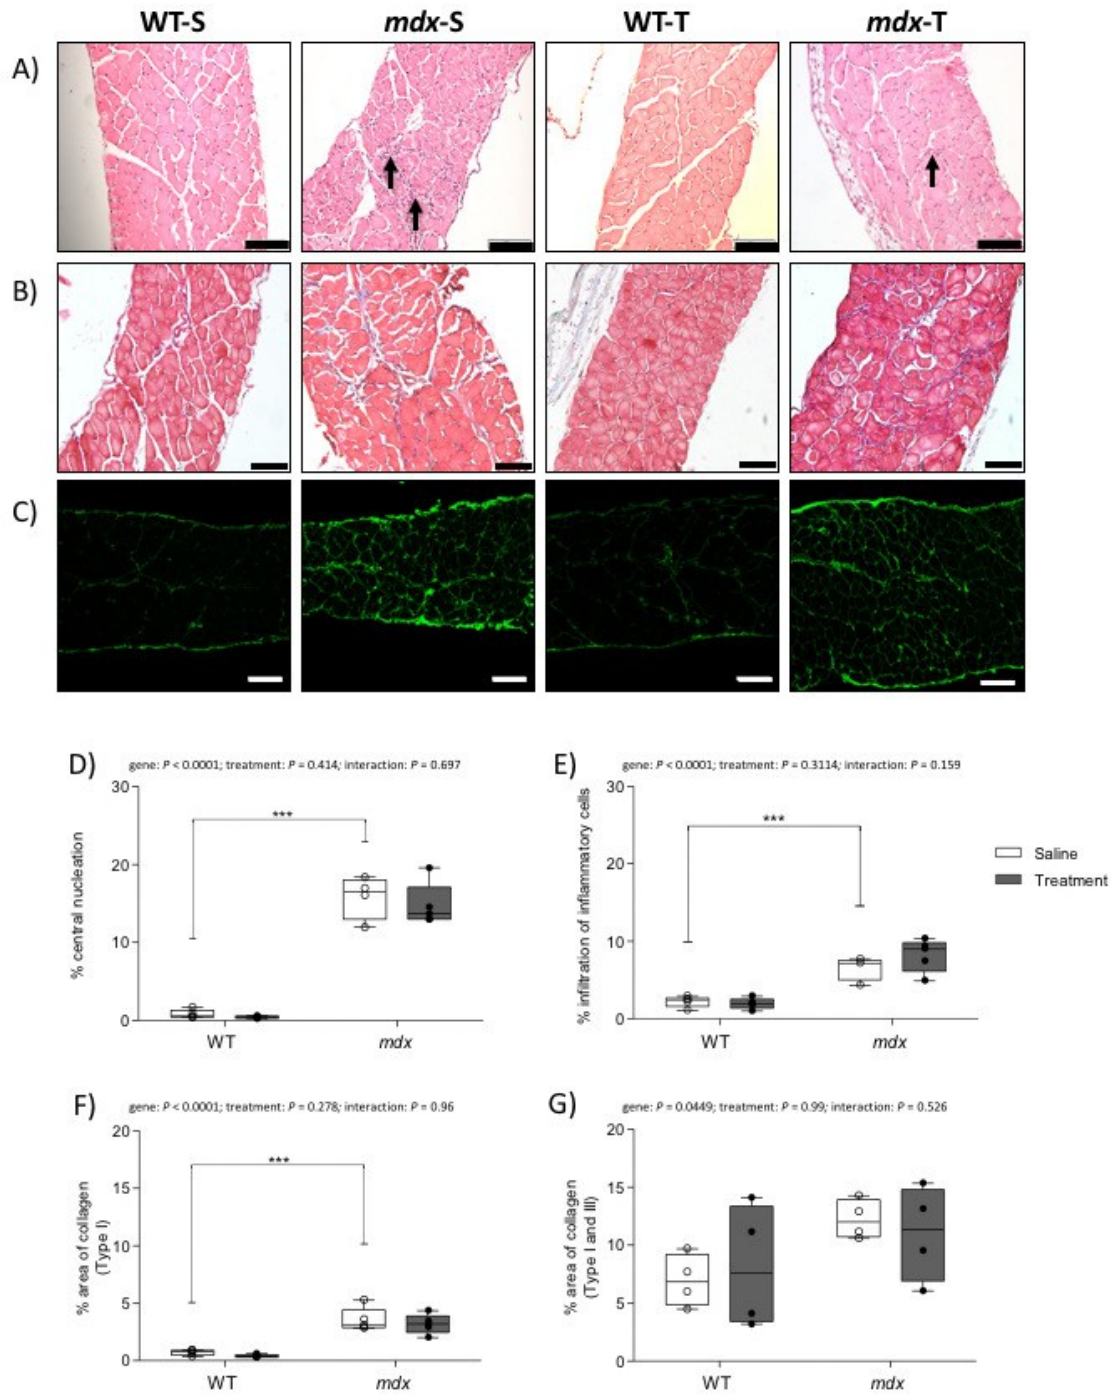 WT-S mdx-S WT-T mdx-T
A)
B)
C)
D) gene: P < 0.0001; treatment: P = 0.414; interaction: P = 0.697
30
20
10
0
% central nucleation
***
WT mdx
E) gene: P < 0.0001; treatment: P = 0.3114; interaction: P = 0.159
30
20
10
0
% infiltration of inflammatory cells
***
WT mdx
Saline
Treatment
F) gene: P < 0.0001; treatment: P = 0.278; interaction: P = 0.96
20
15
10
5
0
% area of collagen
(Type I)
***
WT mdx
G) gene: P = 0.0449; treatment: P = 0.99; interaction: P = 0.526
20
15
10
5
0
% area of collagen
(Type I and III)
WT mdx